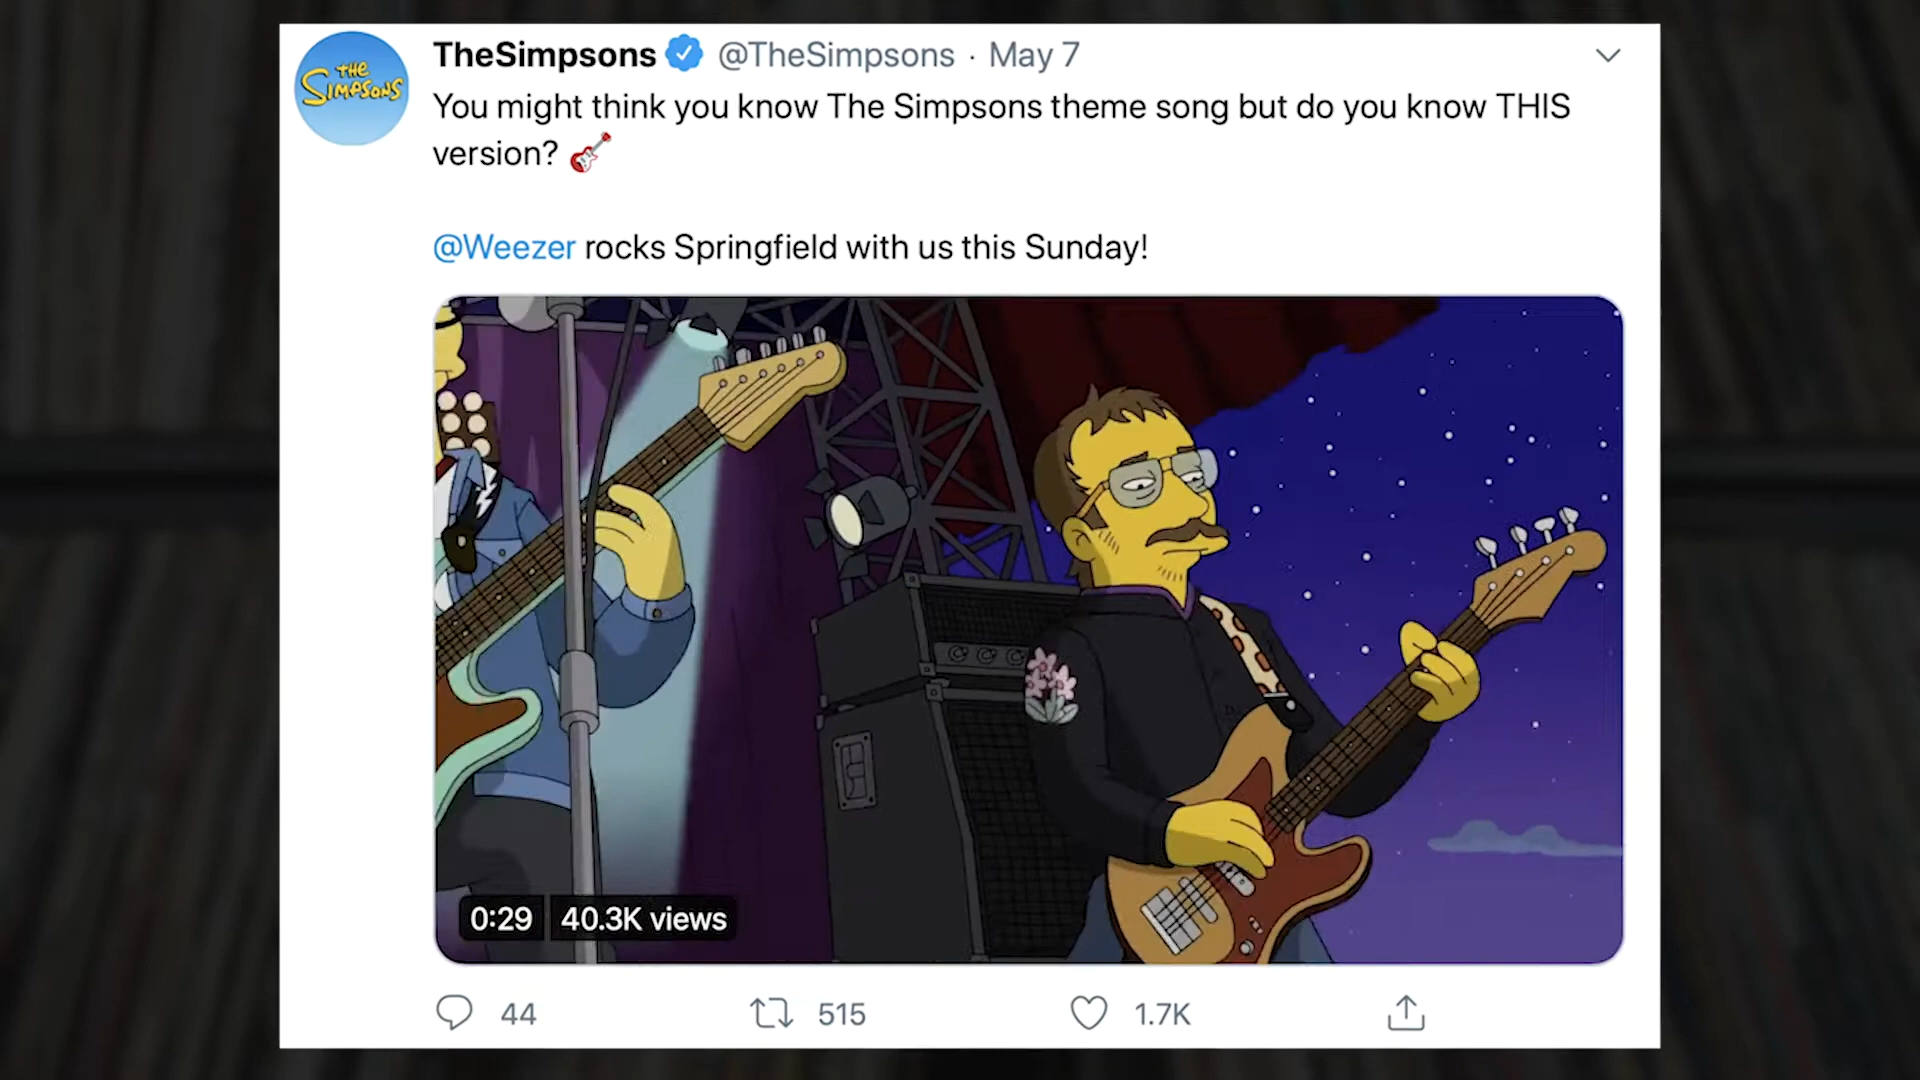 THE SIMPSONS
TheSimpsons @TheSimpsons · May 7
You might think you know The Simpsons theme song but do you know THIS
version? 🎸
@Weezer rocks Springfield with us this Sunday!
0:29 40.3K views
44 515 1.7K